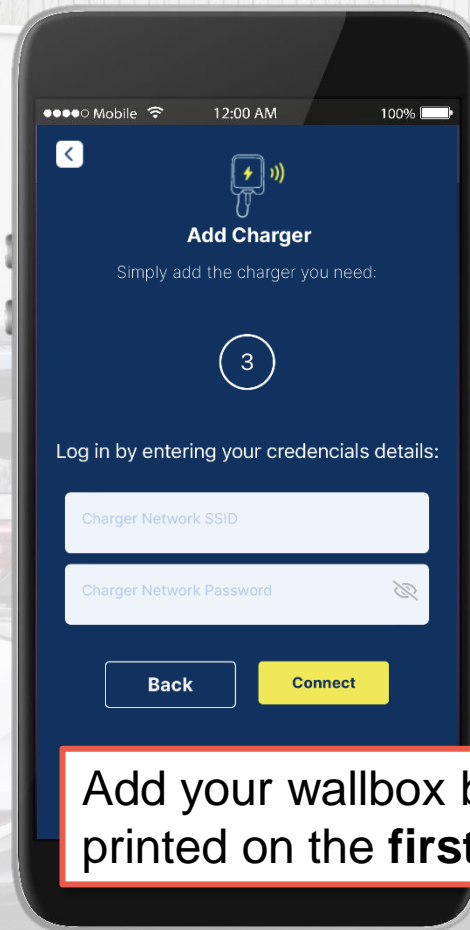 Mobile 12:00 AM 100%
Add Charger
Simply add the charger you need:
3
Log in by entering your credencials details:
Charger Network SSID
Charger Network Password
Back Connect
Add your wallbox
printed on the first